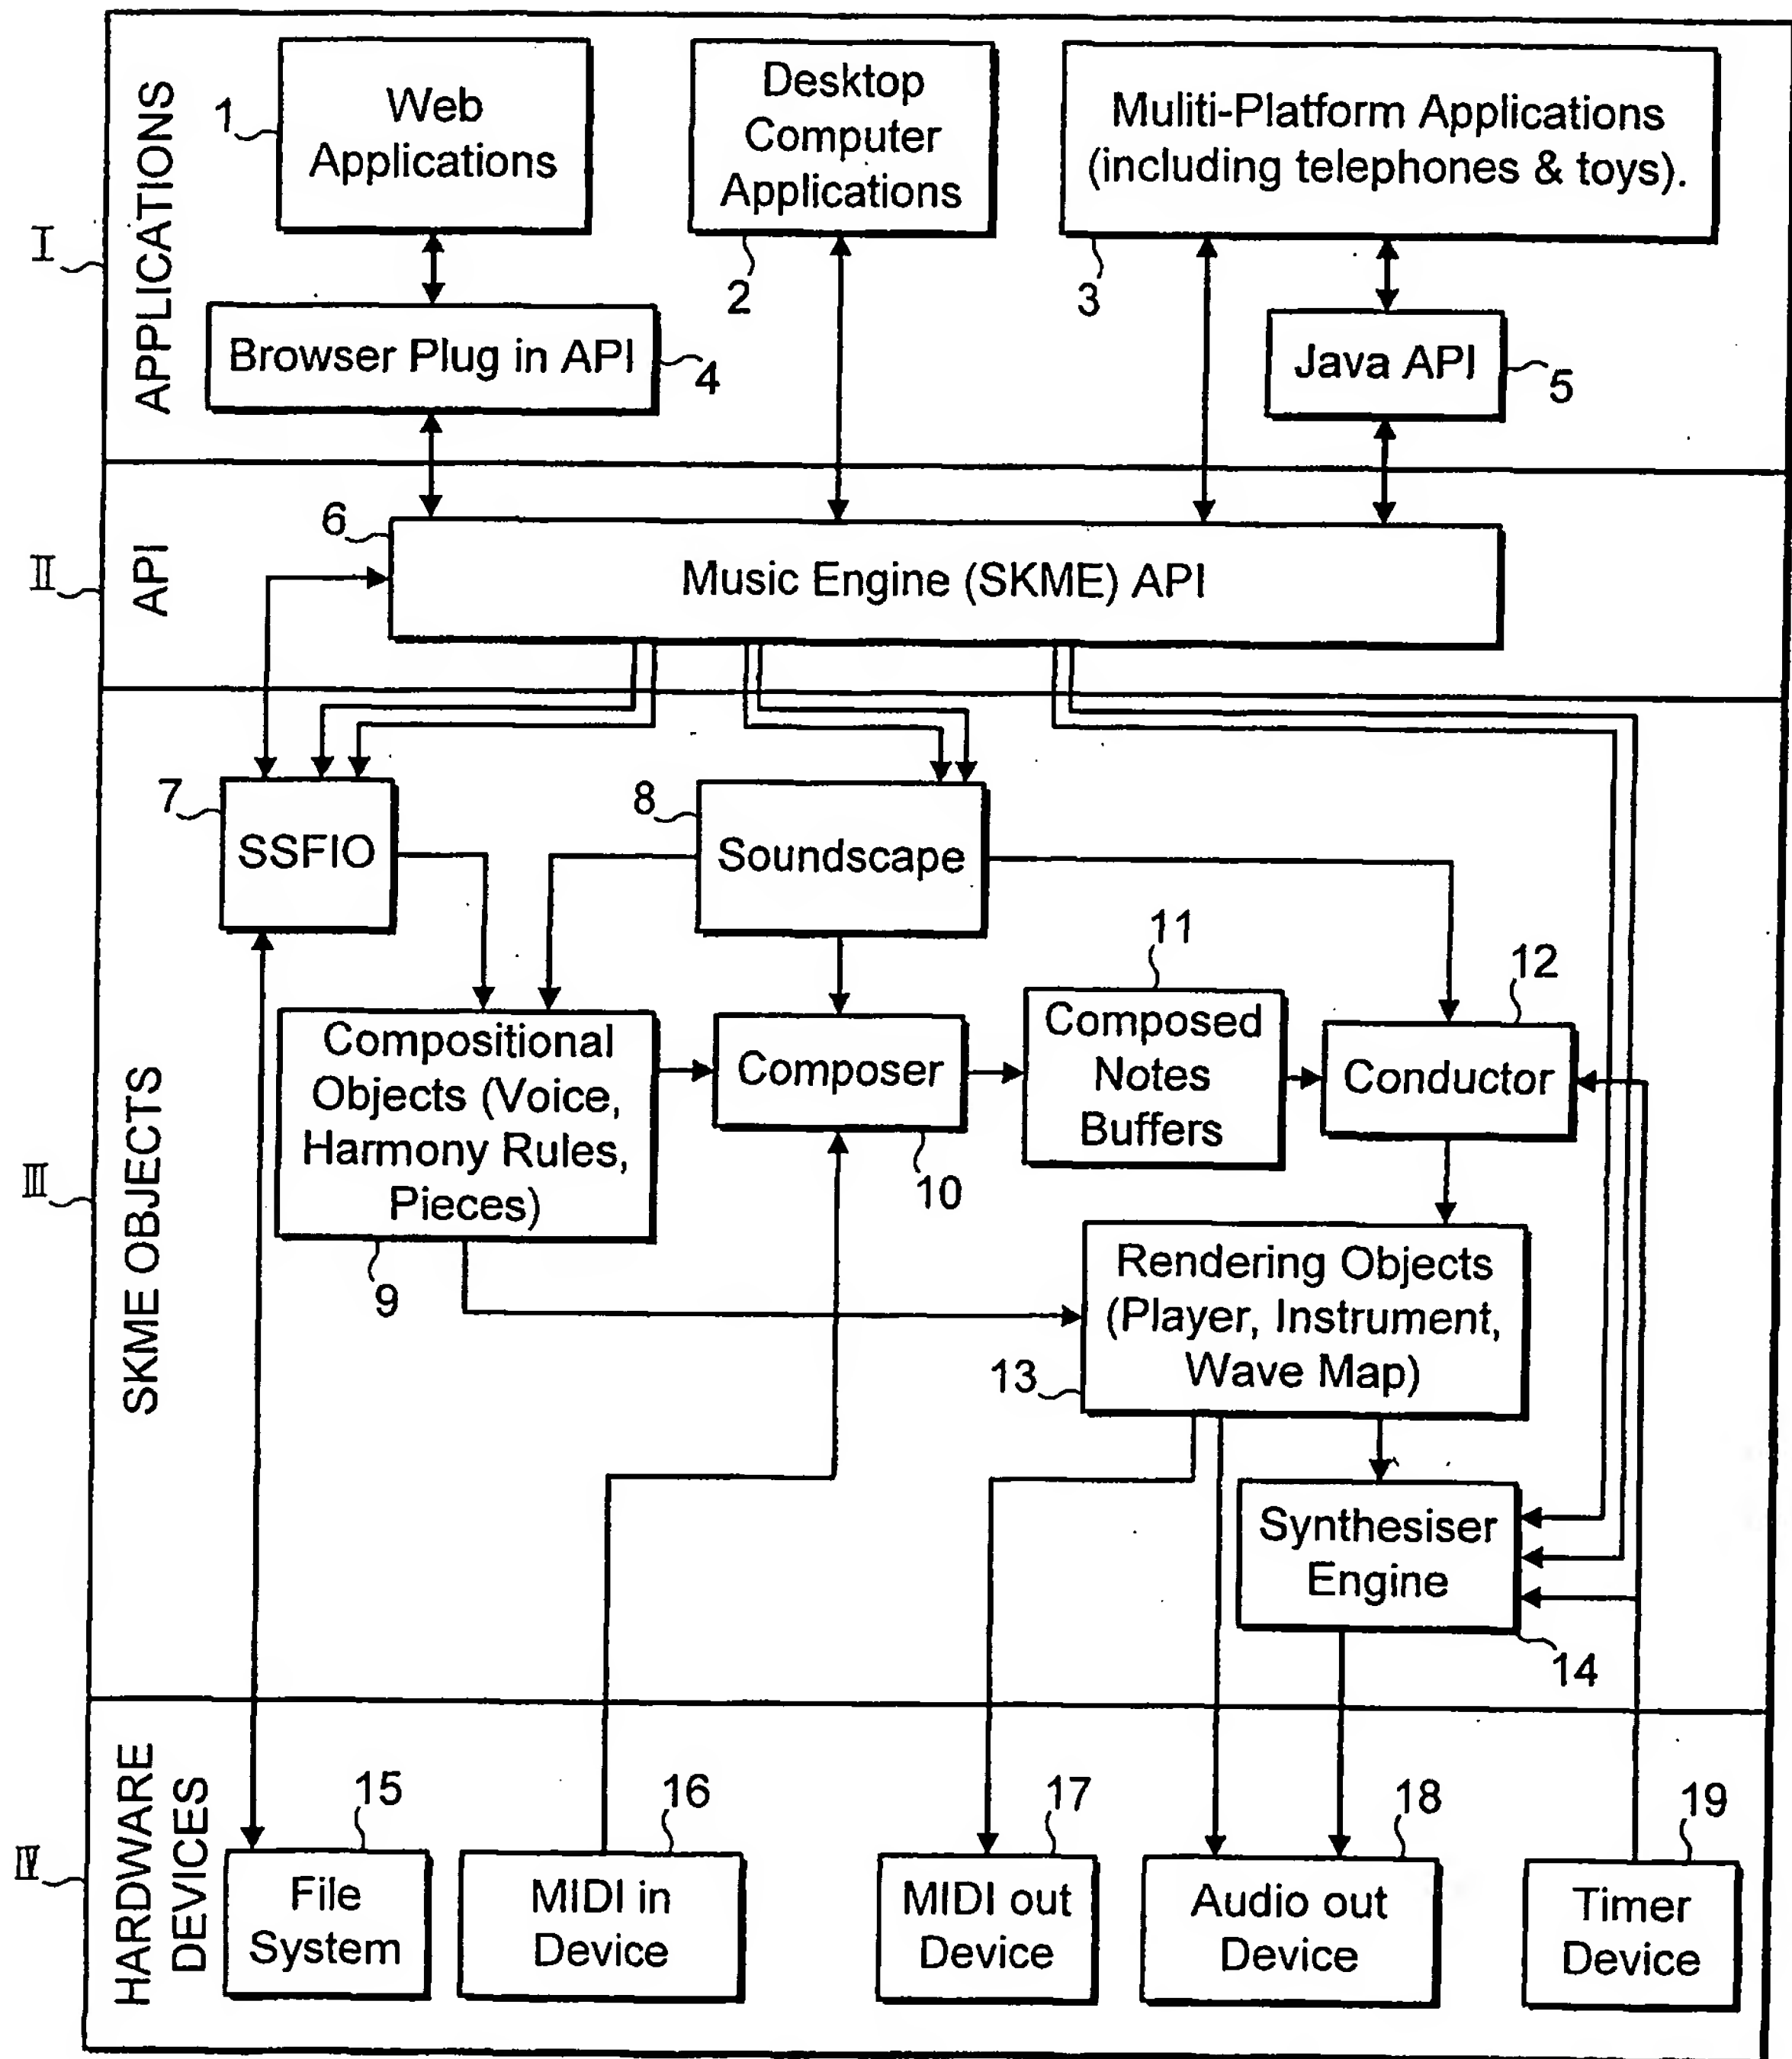 I
APPLICATIONS
1
Web
Applications
Desktop
Computer
Applications
2
Muliti-Platform Applications
(including telephones & toys).
3
Browser Plug in API
4
Java API
5
II
API
6
Music Engine (SKME) API
III
SKME OBJECTS
7
SSFIO
8
Soundscape
Compositional
Objects (Voice,
Harmony Rules,
Pieces)
9
Composer
10
11
Composed
Notes
Buffers
12
Conductor
Rendering Objects
(Player, Instrument,
Wave Map)
13
Synthesiser
Engine
14
IV
HARDWARE
DEVICES
15
File
System
16
MIDI in
Device
17
MIDI out
Device
18
Audio out
Device
19
Timer
Device